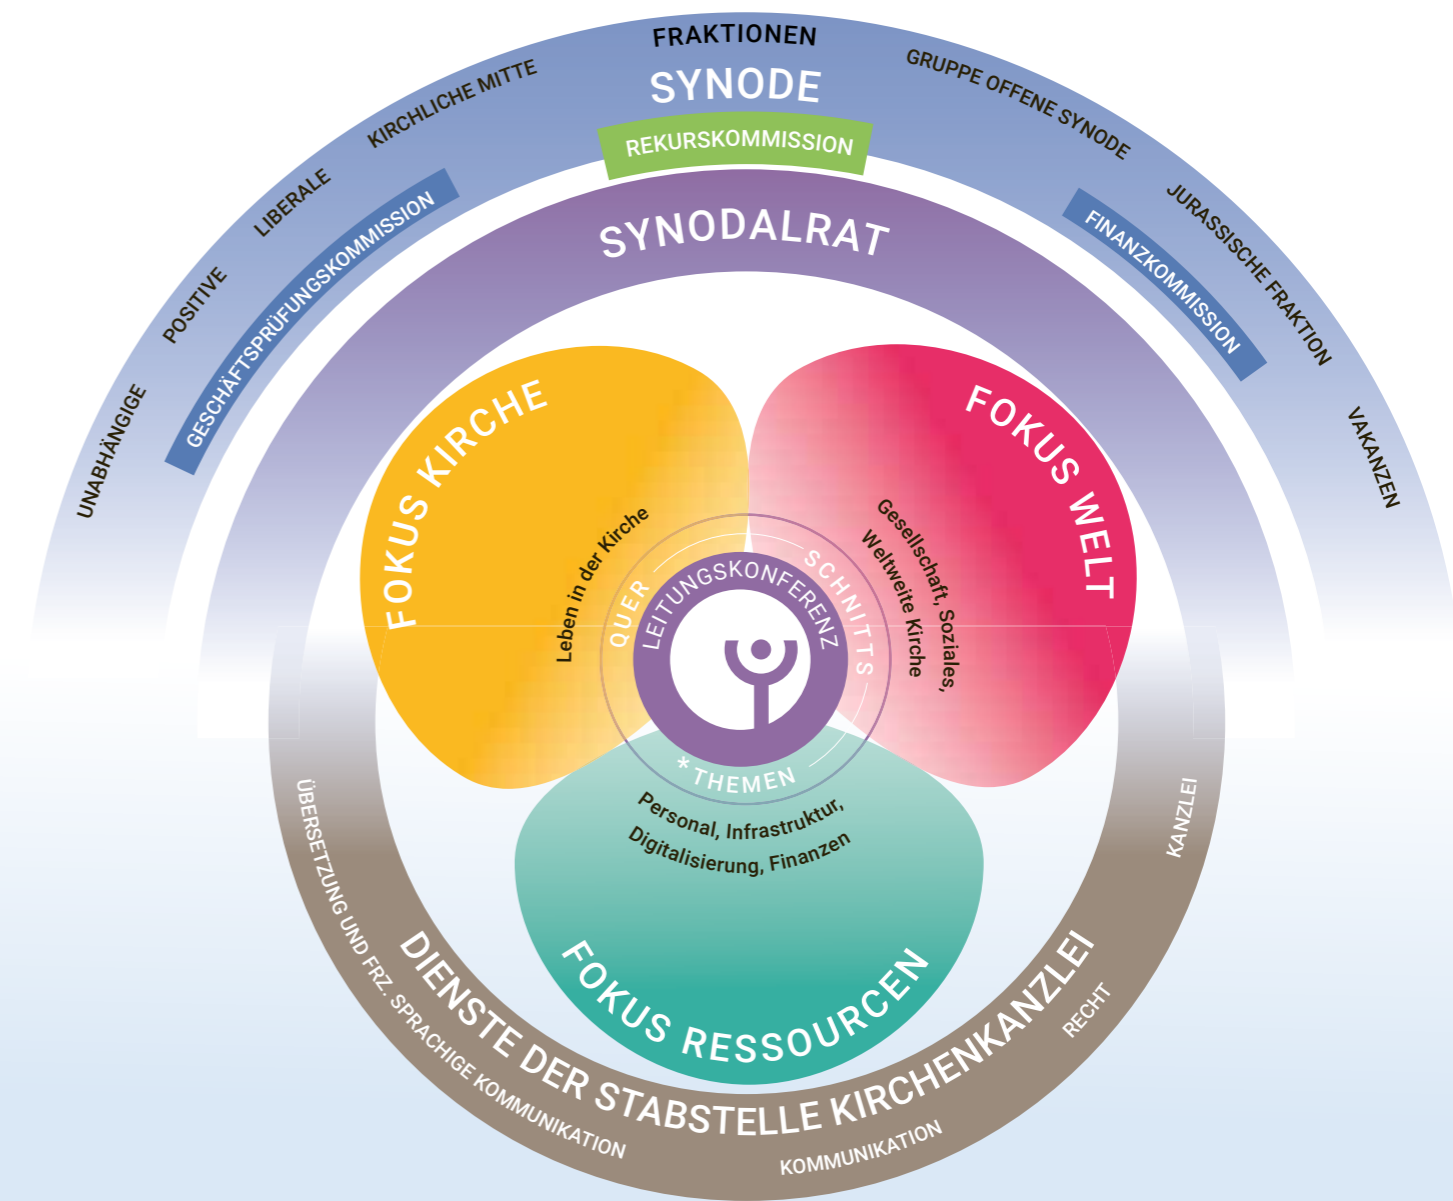 FRAKTIONEN
SYNODE
REKURSKOMMISSION
UNABHÄNGIGE
POSITIVE
LIBERALE
KIRCHLICHE MITTE
GRUPPE OFFENE SYNODE
JURASSISCHE FRAKTION
VAKANZEN
GESCHÄFTSPRÜFUNGSKOMMISSION
FINANZKOMMISSION
SYNODALRAT
FOKUS KIRCHE
Leben in der Kirche
FOKUS WELT
Gesellschaft, Soziales,
Weltweite Kirche
QUER
SCHNITTS
*THEMEN
LEITUNGSKONFERENZ
Personal, Infrastruktur,
Digitalisierung, Finanzen
FOKUS RESSOURCEN
DIENSTE DER STABSTELLE KIRCHENKANZLEI
ÜBERSETZUNG UND FRZ. SPRACHIGE KOMMUNIKATION
KOMMUNIKATION
RECHT
KANZLEI